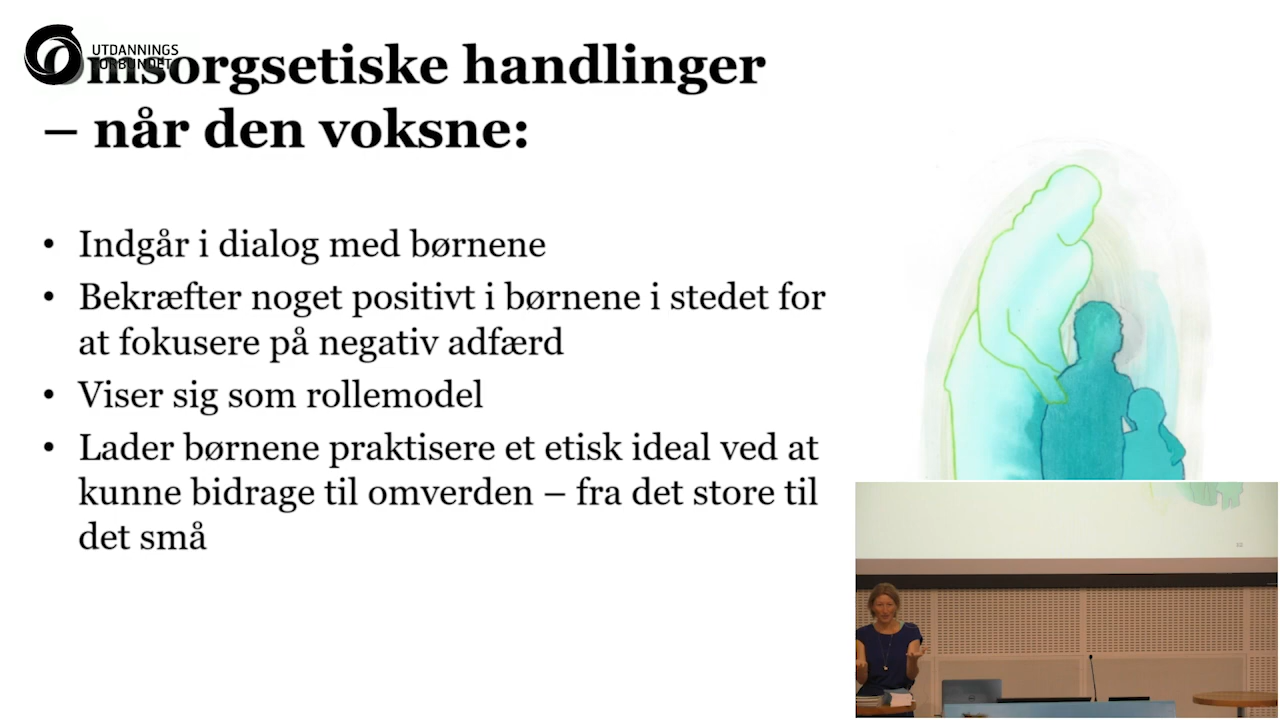 UTDANNINGS
FORBUNDET
Omsorgsetiske handlinger
– når den voksne:
• Indgår i dialog med børnene
• Bekræfter noget positivt i børnene i stedet for
at fokusere på negativ adfærd
• Viser sig som rollemodel
• Lader børnene praktisere et etisk ideal ved at
kunne bidrage til omverden – fra det store til
det små